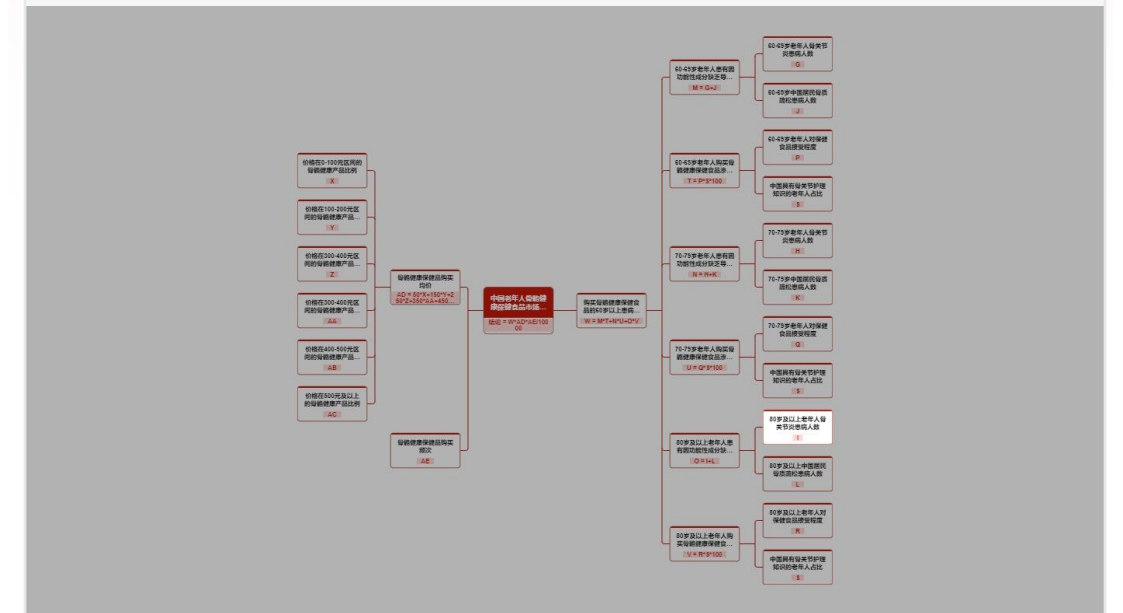 价格在0-100元区间的
骨骼健康产品比例
X
价格在100-200元区
间的骨骼健康产品...
Y
价格在300-400元区
间的骨骼健康产品...
Z
价格在300-400元区
间的骨骼健康产品...
AA
价格在400-500元区
间的骨骼健康产品...
AB
价格在500元及以上
的骨骼健康产品比例
AC
骨骼健康保健品购买
均价
AD = 50*X+150*Y+2
50*Z+350*AA+450...
骨骼健康保健品购买
频次
AE
中国老年人骨骼健
康保健食品市场...
结论 = W*AD*AE/100
00
购买骨骼健康保健食
品的60岁以上患病...
W = M*T+N*U+O*V
60-69岁老年人患有因
功能性成分缺乏导...
M = G+J
60-69岁老年人骨关节
炎患病人数
G
60-69岁中国居民骨质
疏松患病人数
J
60-69岁老年人购买骨
骼健康保健食品渗...
T = P*S*100
60-69岁老年人对保健
食品接受程度
P
中国具有骨关节护理
知识的老年人占比
S
70-79岁老年人患有因
功能性成分缺乏导...
N = H+K
70-79岁老年人骨关节
炎患病人数
H
70-79岁中国居民骨质
疏松患病人数
K
70-79岁老年人购买骨
骼健康保健食品渗...
U = Q*S*100
70-79岁老年人对保健
食品接受程度
Q
中国具有骨关节护理
知识的老年人占比
S
80岁及以上老年人患
有因功能性成分缺...
O = I+L
80岁及以上老年人骨
关节炎患病人数
I
80岁及以上中国居民
骨质疏松患病人数
L
80岁及以上老年人购
买骨骼健康保健食...
V = R*S*100
80岁及以上老年人对
保健食品接受程度
R
中国具有骨关节护理
知识的老年人占比
S